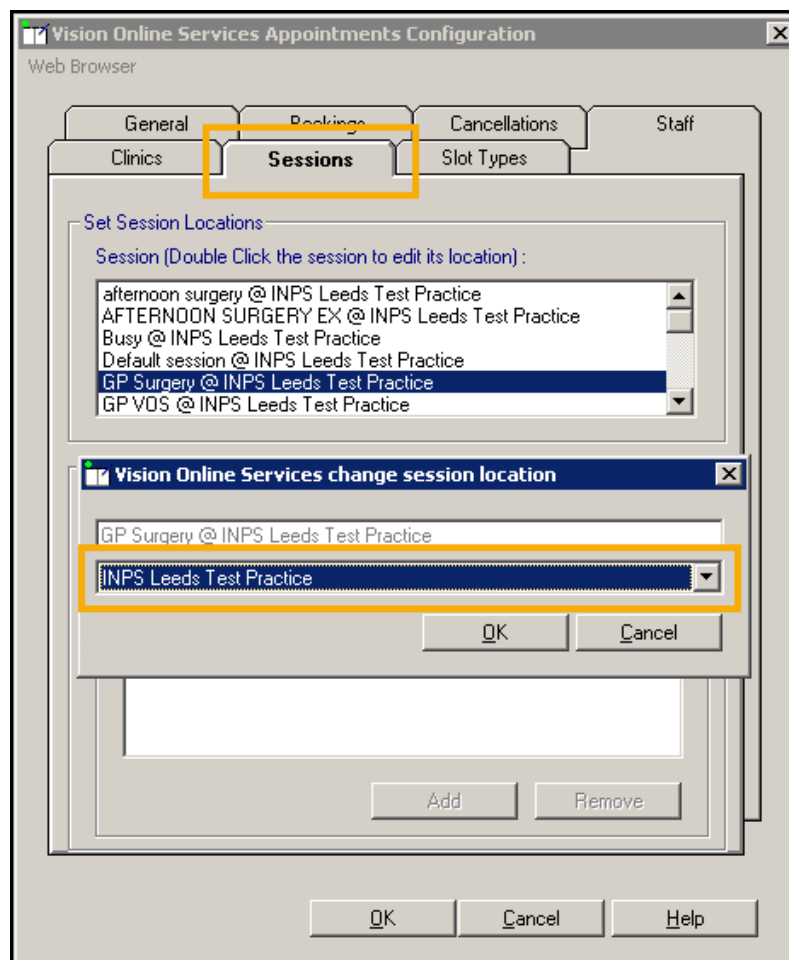 Vision Online Services Appointments Configuration
Web Browser
General Bookings Cancellations Staff
Clinics Sessions Slot Types
Set Session Locations
Session (Double Click the session to edit its location) :
afternoon surgery @ INPS Leeds Test Practice
AFTERNOON SURGERY EX @ INPS Leeds Test Practice
Busy @ INPS Leeds Test Practice
Default session @ INPS Leeds Test Practice
GP Surgery @ INPS Leeds Test Practice
GP VOS @ INPS Leeds Test Practice
Vision Online Services change session location
GP Surgery @ INPS Leeds Test Practice
INPS Leeds Test Practice
OK Cancel
Add Remove
OK Cancel Help